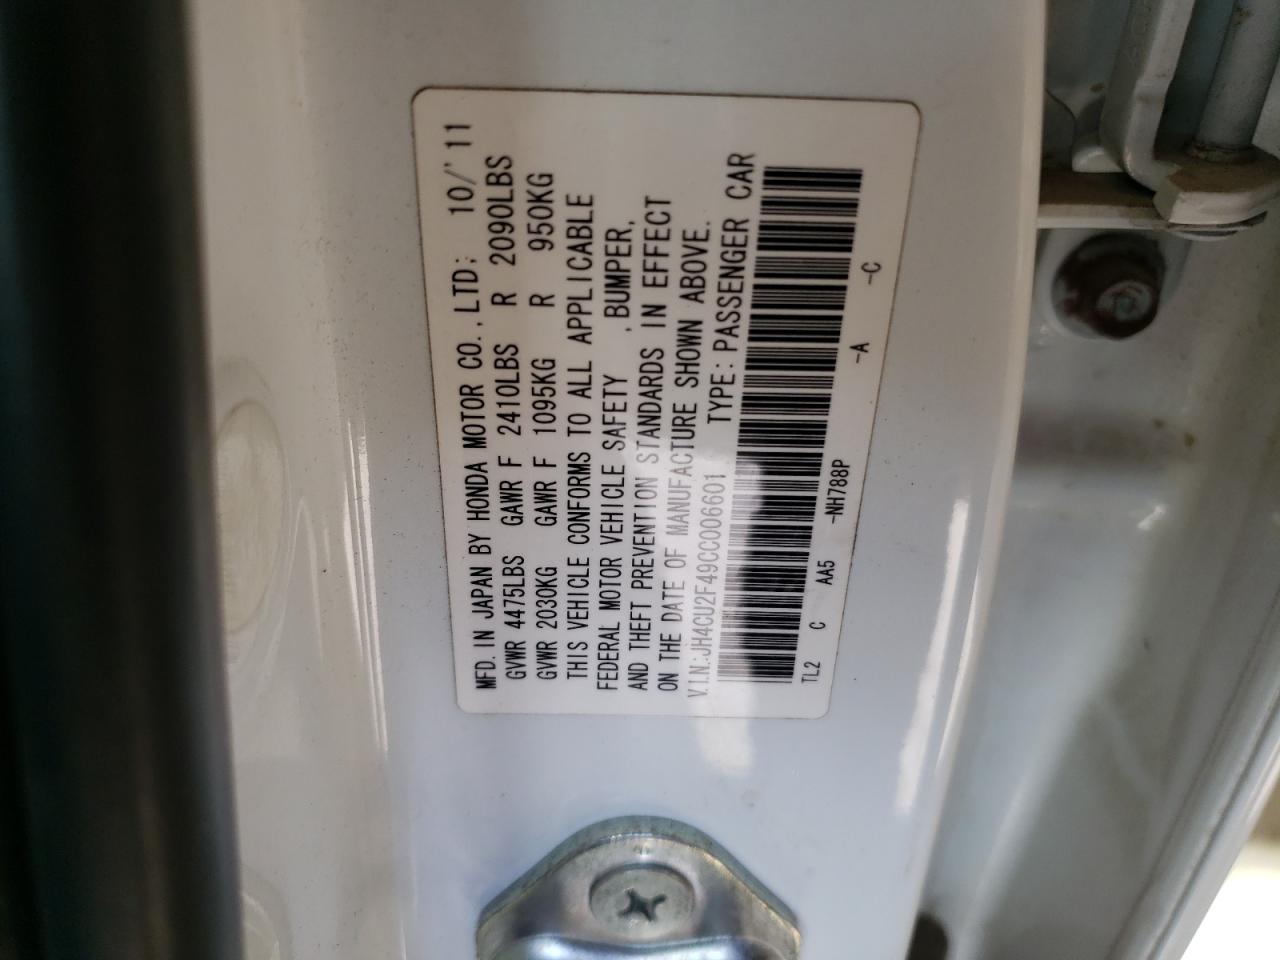 MFD. IN JAPAN BY HONDA MOTOR CO., LTD; 10/'11
GVWR 4475LBS GAWR F 2410LBS R 2090LBS
GVWR 2030KG GAWR F 1095KG R 950KG
THIS VEHICLE CONFORMS TO ALL APPLICABLE
FEDERAL MOTOR VEHICLE SAFETY , BUMPER,
AND THEFT PREVENTION STANDARDS IN EFFECT
ON THE DATE OF MANUFACTURE SHOWN ABOVE.
V.I.N.:JH4CU2F49CC006601 TYPE: PASSENGER CAR
TL2 C AA5 -NH788P -A -C